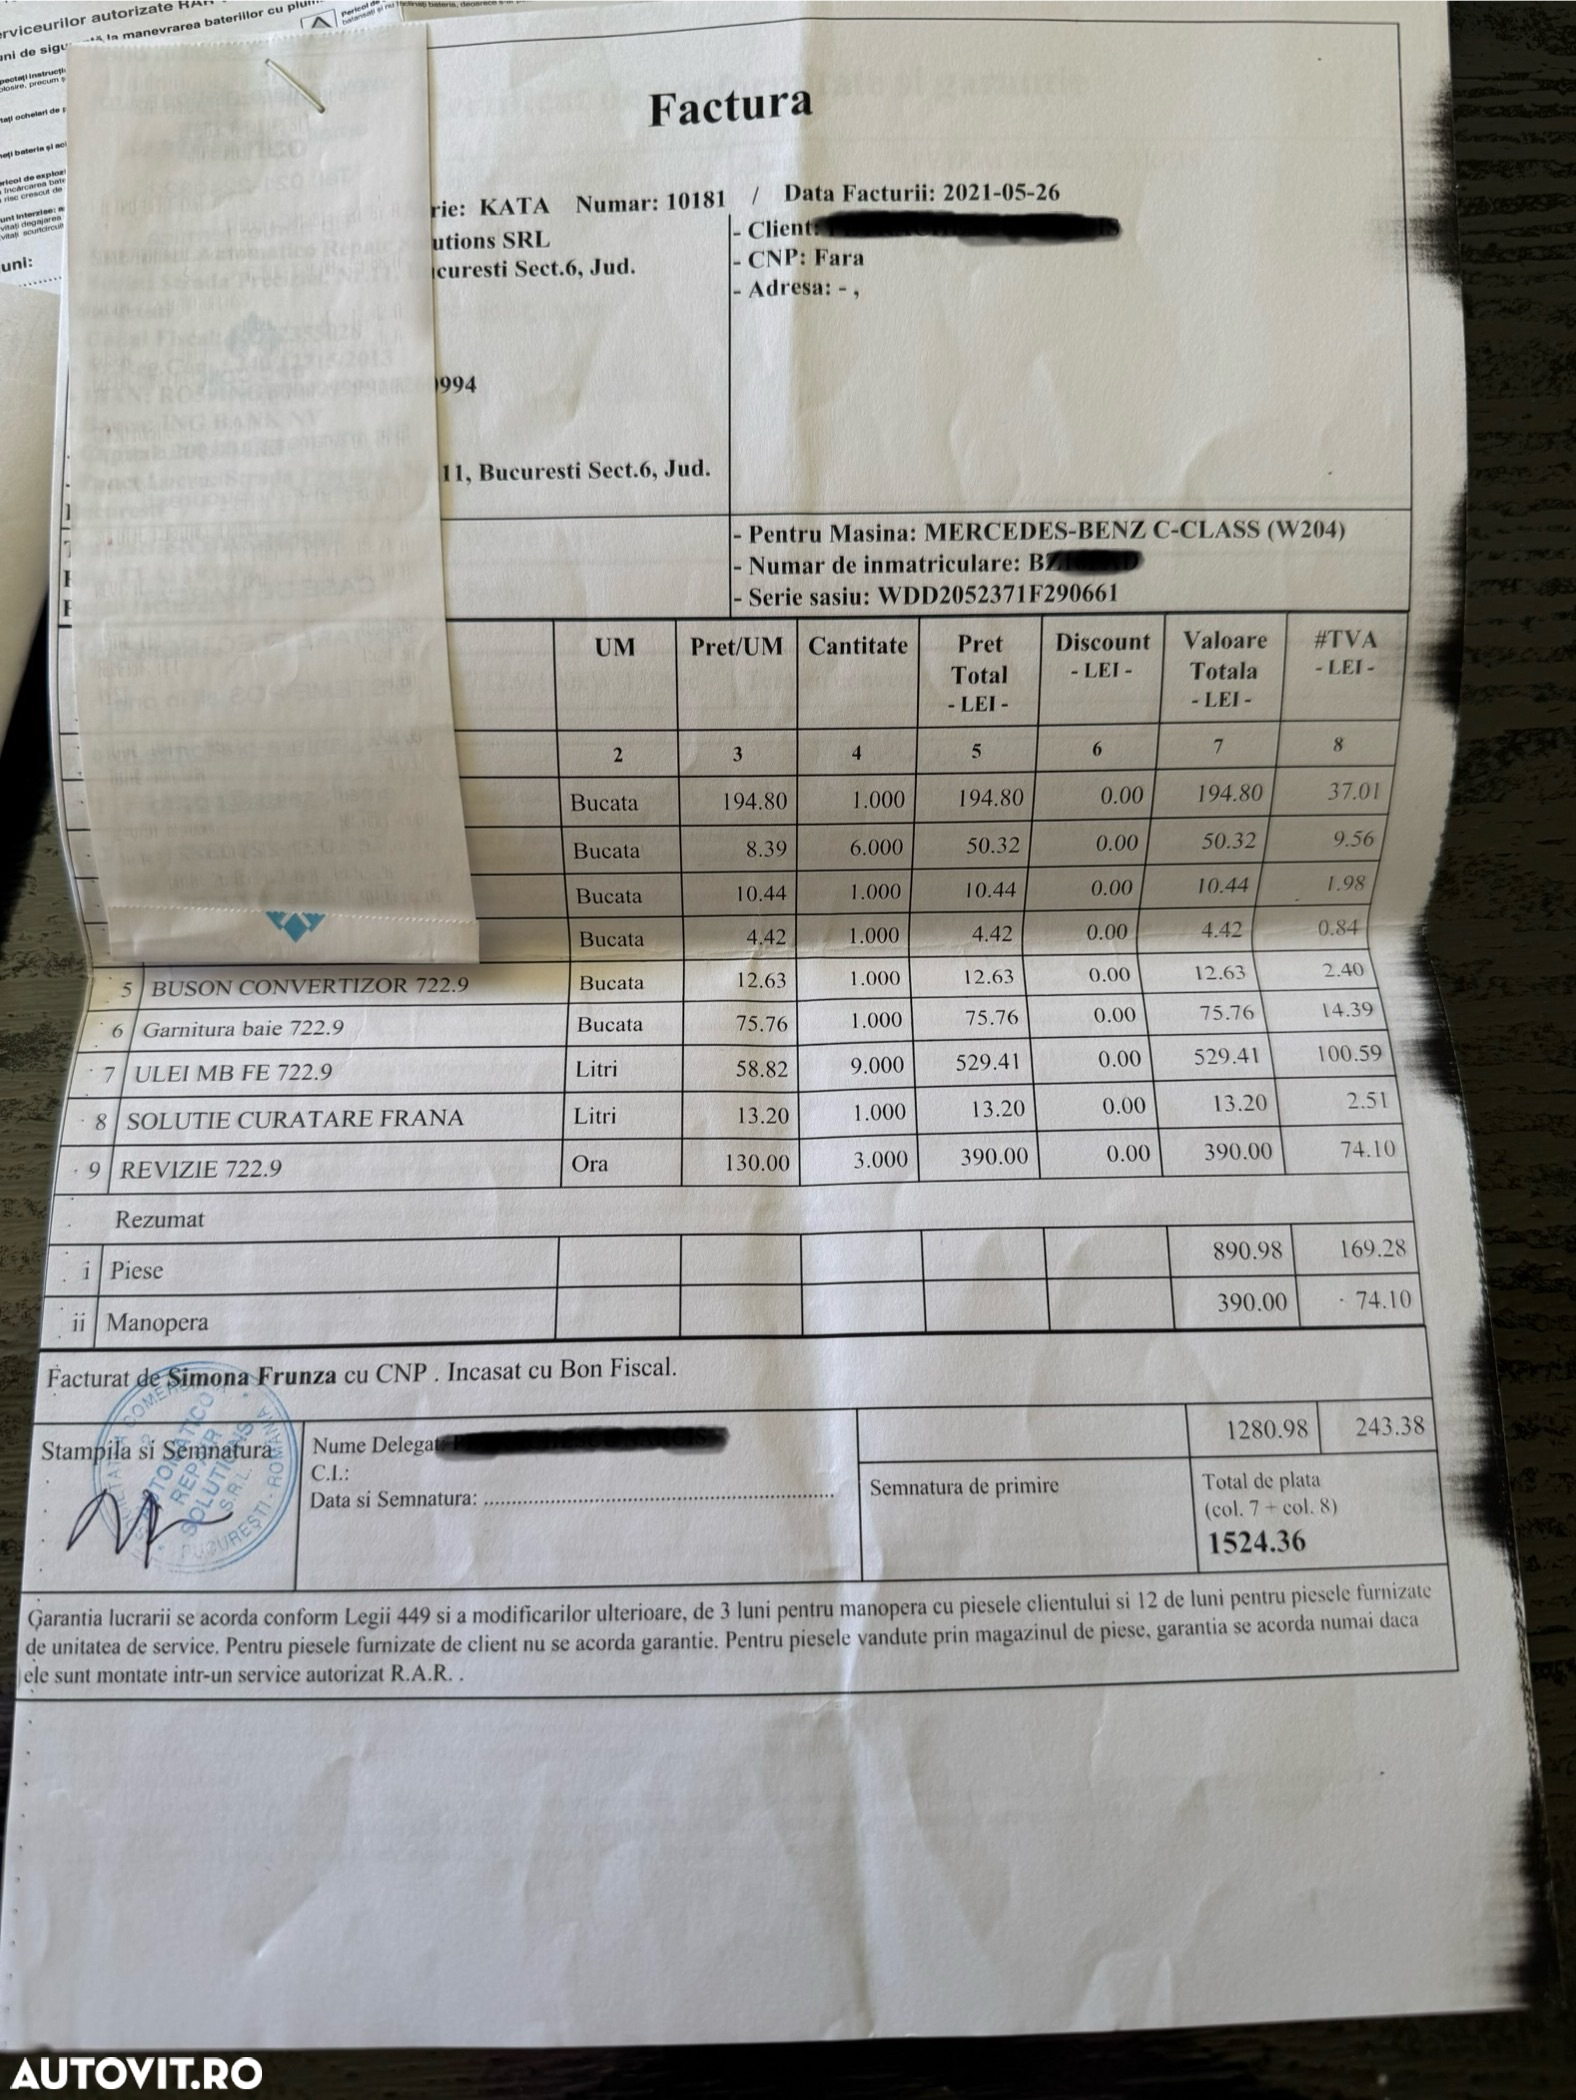 Factura
rie: KATA Numar: 10181 / Data Facturii: 2021-05-26
utions SRL
curesti Sect.6, Jud.
9994
11, Bucuresti Sect.6, Jud.
- Client:
- CNP: Fara
- Adresa: - ,
- Pentru Masina: MERCEDES-BENZ C-CLASS (W204)
- Numar de inmatriculare: BZ
- Serie sasiu: WDD2052371F290661
UM Pret/UM Cantitate Pret Total - LEI - Discount - LEI - Valoare Totala - LEI - #TVA - LEI -
2 3 4 5 6 7 8
Bucata 194.80 1.000 194.80 0.00 194.80 37.01
Bucata 8.39 6.000 50.32 0.00 50.32 9.56
Bucata 10.44 1.000 10.44 0.00 10.44 1.98
Bucata 4.42 1.000 4.42 0.00 4.42 0.84
5 BUSON CONVERTIZOR 722.9 Bucata 12.63 1.000 12.63 0.00 12.63 2.40
6 Garnitura baie 722.9 Bucata 75.76 1.000 75.76 0.00 75.76 14.39
7 ULEI MB FE 722.9 Litri 58.82 9.000 529.41 0.00 529.41 100.59
8 SOLUTIE CURATARE FRANA Litri 13.20 1.000 13.20 0.00 13.20 2.51
9 REVIZIE 722.9 Ora 130.00 3.000 390.00 0.00 390.00 74.10
Rezumat
i Piese 890.98 169.28
ii Manopera 390.00 74.10
Facturat de Simona Frunza cu CNP . Incasat cu Bon Fiscal.
Stampila si Semnatura
AUTOMATICO
REPAIR
SOLUTIONS
S.R.L.
BUCUREȘTI - ROMANIA
Nume Delegat
C.I.:
Data si Semnatura: ....................
Semnatura de primire
1280.98 243.38
Total de plata
(col. 7 + col. 8)
1524.36
Garantia lucrarii se acorda conform Legii 449 si a modificarilor ulterioare, de 3 luni pentru manopera cu piesele clientului si 12 de luni pentru piesele furnizate
de unitatea de service. Pentru piesele furnizate de client nu se acorda garantie. Pentru piesele vandute prin magazinul de piese, garantia se acorda numai daca
ele sunt montate intr-un service autorizat R.A.R. .
AUTOVIT.RO